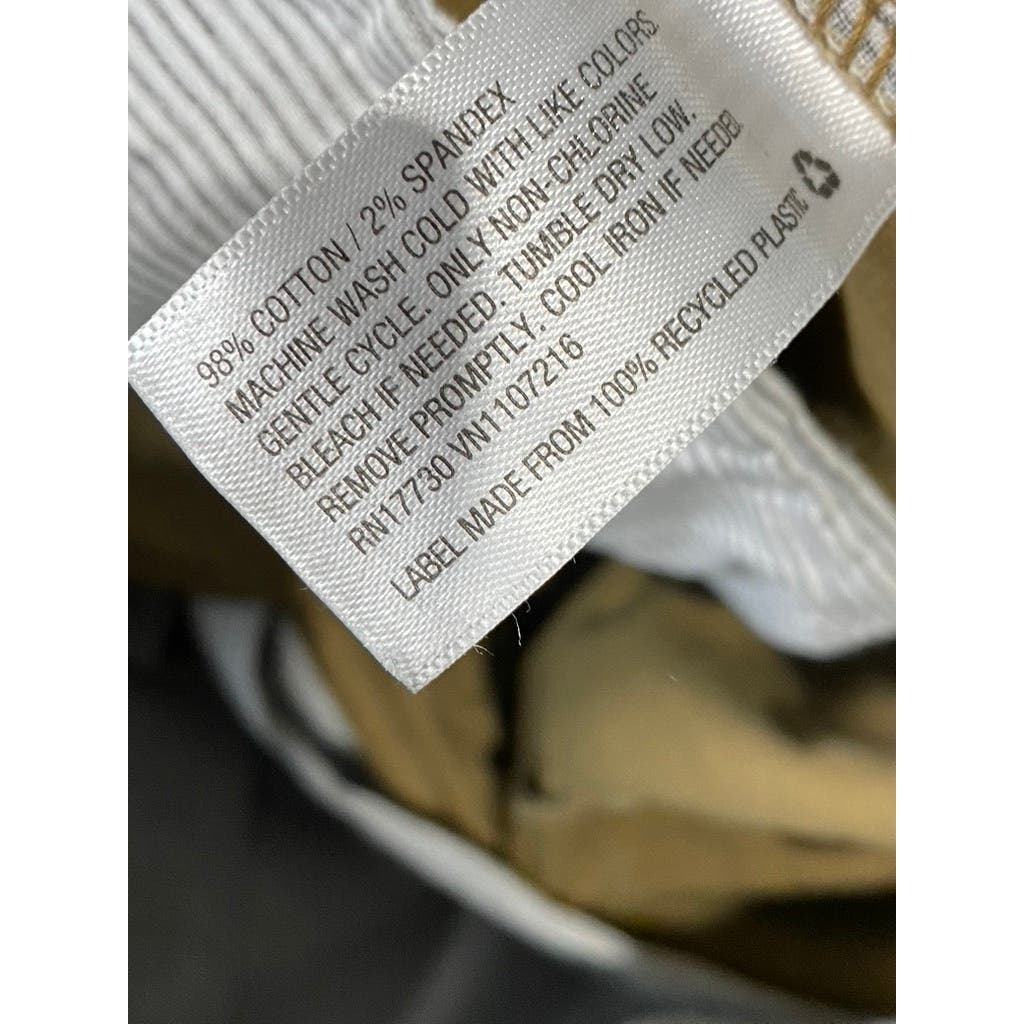 98% COTTON / 2% SPANDEX
MACHINE WASH COLD WITH LIKE COLORS.
GENTLE CYCLE. ONLY NON-CHLORINE
BLEACH IF NEEDED. TUMBLE DRY LOW.
REMOVE PROMPTLY. COOL IRON IF NEEDED.
RN17730 VN1107216
LABEL MADE FROM 100% RECYCLED PLASTIC